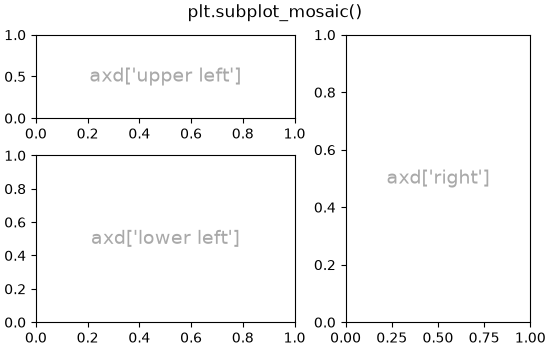 plt.subplot_mosaic()
1.0
0.5
0.0
axd['upper left']
0.0 0.2 0.4 0.6 0.8 1.0
1.0
0.8
0.6
0.4
0.2
0.0
axd['lower left']
0.0 0.2 0.4 0.6 0.8 1.0
1.0
0.8
0.6
0.4
0.2
0.0
axd['right']
0.00 0.25 0.50 0.75 1.00